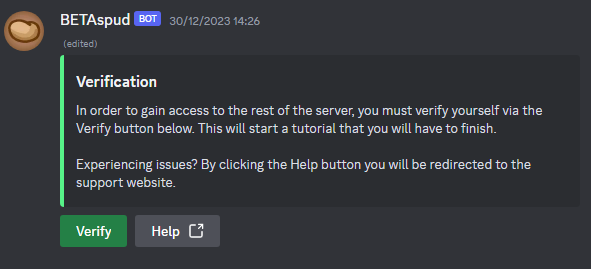 BETAspud BOT 30/12/2023 14:26
(edited)
Verification
In order to gain access to the rest of the server, you must verify yourself via the
Verify button below. This will start a tutorial that you will have to finish.
Experiencing issues? By clicking the Help button you will be redirected to the
support website.
Verify Help